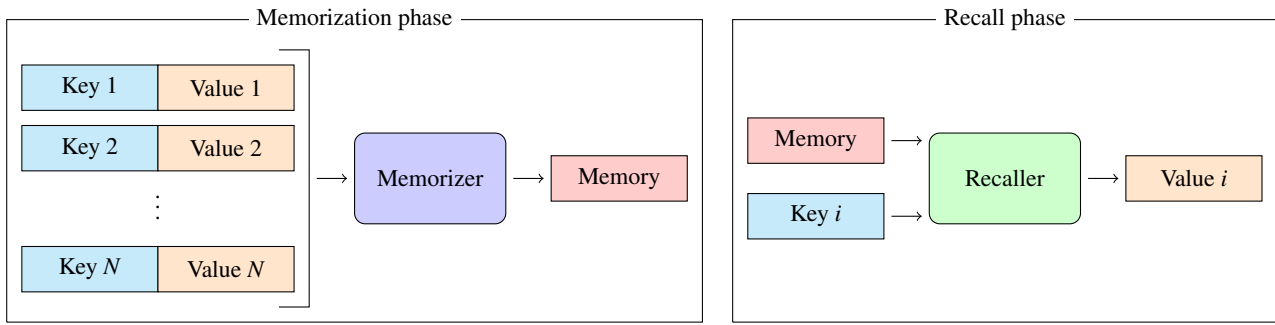 Memorization phase
Key 1 Value 1
Key 2 Value 2
⋮
Key N Value N
Memorizer
Memory
Recall phase
Memory
Key i
Recaller
Value i